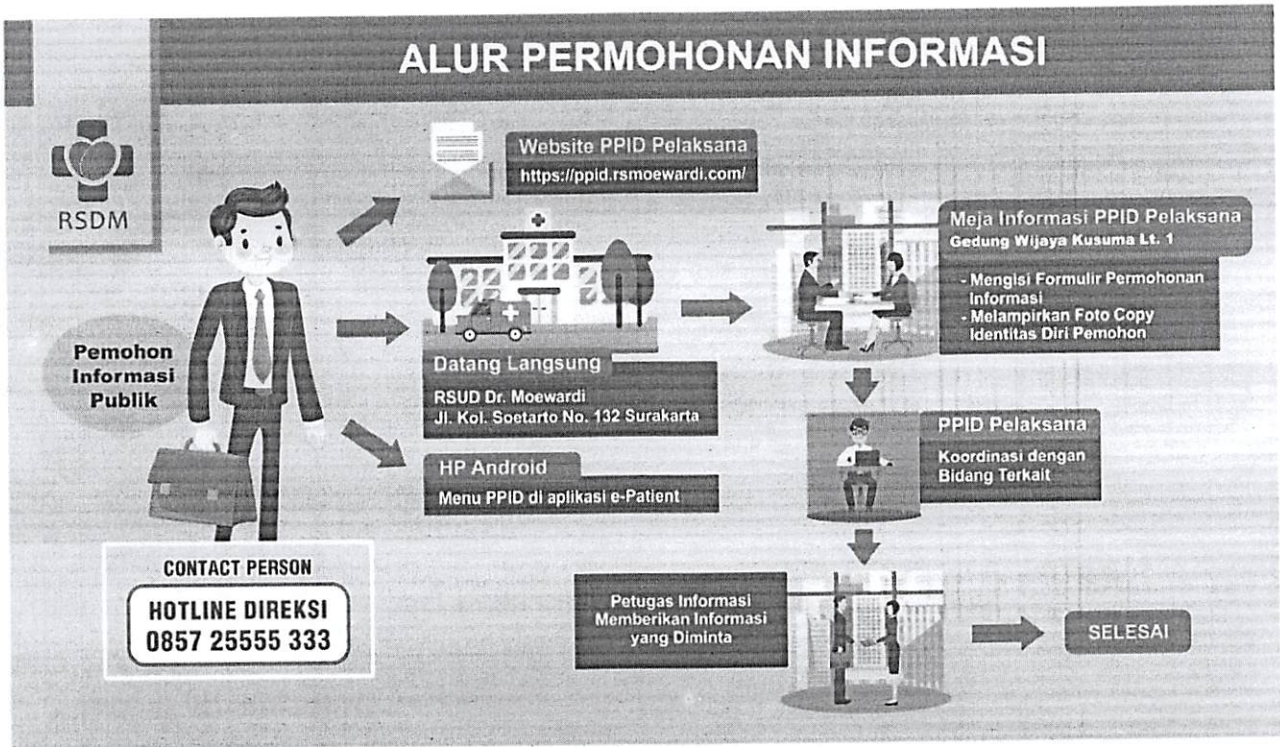 ALUR PERMOHONAN INFORMASI
RSDM
Website PPID Pelaksana
https://ppid.rsmoewardi.com/
Pemohon
Informasi
Publik
Datang Langsung
RSUD Dr. Moewardi
Jl. Kol. Soetarto No. 132 Surakarta
HP Android
Menu PPID di aplikasi e-Patient
Meja Informasi PPID Pelaksana
Gedung Wijaya Kusuma Lt. 1
- Mengisi Formulir Permohonan
Informasi
- Melampirkan Foto Copy
Identitas Diri Pemohon
PPID Pelaksana
Koordinasi dengan
Bidang Terkait
Petugas Informasi
Memberikan Informasi
yang Diminta
SELESAI
CONTACT PERSON
HOTLINE DIREKSI
0857 25555 333